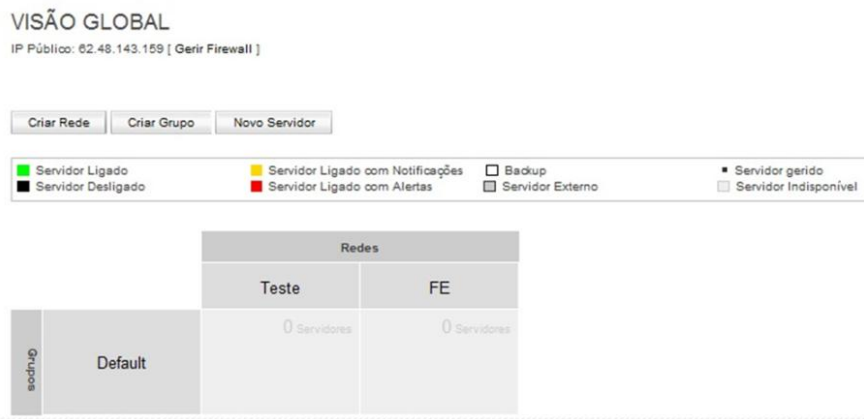 VISÃO GLOBAL
IP Público: 62.48.143.159 [ Gerir Firewall ]
Criar Rede Criar Grupo Novo Servidor
Servidor Ligado Servidor Ligado com Notificações Backup Servidor gerido
Servidor Desligado Servidor Ligado com Alertas Servidor Externo Servidor Indisponível
Redes
Teste FE
0 Servidores 0 Servidores
Grupos
Default